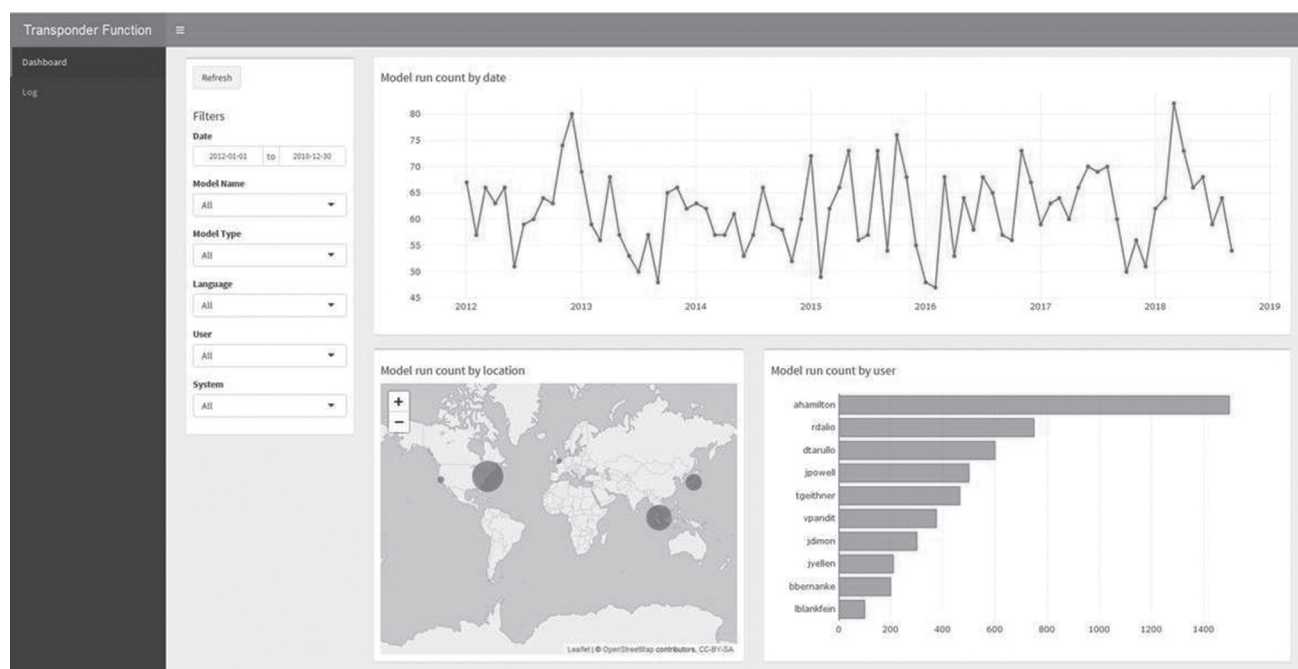 Transponder Function
Dashboard
Log
Refresh
Filters
Date
2012-01-01 to 2018-12-30
Model Name
All
Model Type
All
Language
All
User
All
System
All
Model run count by date
80
75
70
65
60
55
50
45
2012 2013 2014 2015 2016 2017 2018 2019
Model run count by location
+
−
Leaflet | © OpenStreetMap contributors, CC-BY-SA
Model run count by user
ahamilton
rdalio
dtarullo
jpowell
tgeithner
vpandit
jdimon
jyellen
bbernanke
lblankfein
0 200 400 600 800 1000 1200 1400